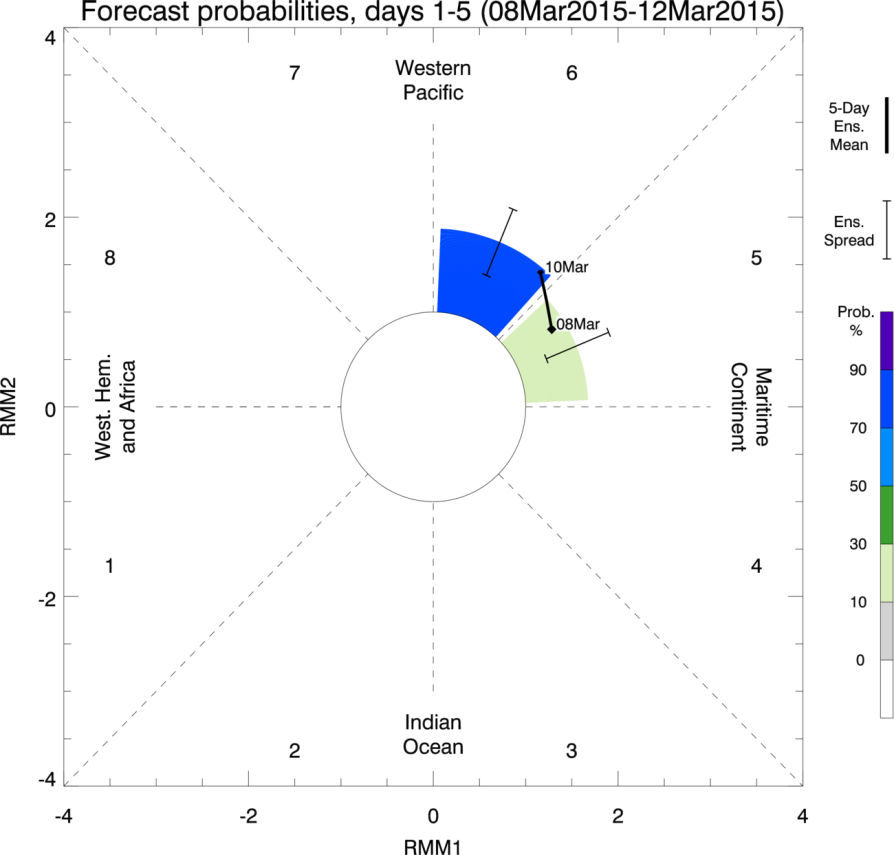 Forecast probabilities, days 1-5 (08Mar2015-12Mar2015)
4
2
0
-2
-4
RMM2
7
Western
Pacific
6
8
5
10Mar
08Mar
West. Hem.
and Africa
Maritime
Continent
1
4
Indian
Ocean
2
3
-4
-2
0
2
4
RMM1
5-Day
Ens.
Mean
Ens.
Spread
Prob.
%
90
70
50
30
10
0